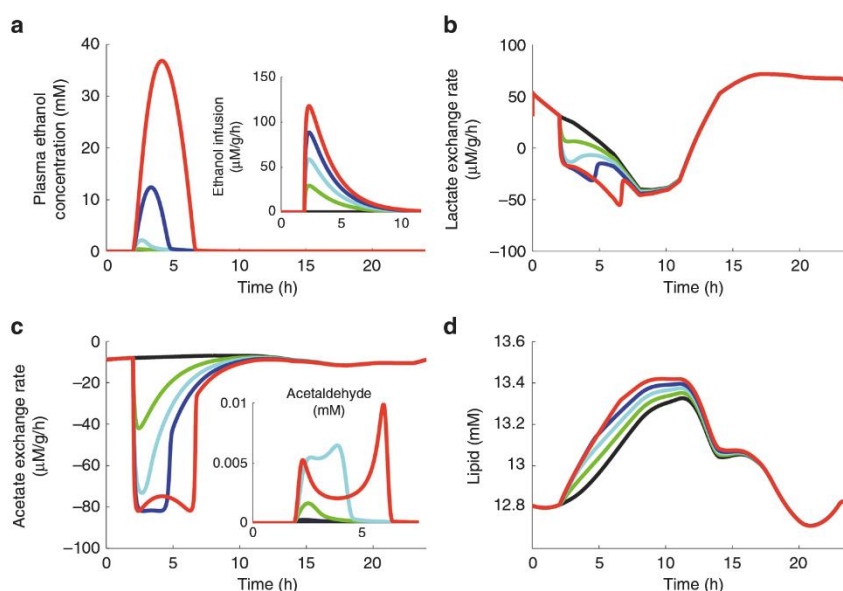 a
Plasma ethanol
concentration (mM)
40
30
20
10
0
0 5 10 15 20
Time (h)
Ethanol infusion
(μM/g/h)
150
100
50
0
0 5 10
b
Lactate exchange rate
(μM/g/h)
100
50
0
−50
−100
0 5 10 15 20
Time (h)
c
Acetate exchange rate
(μM/g/h)
0
−20
−40
−60
−80
−100
0 5 10 15 20
Time (h)
Acetaldehyde
(mM)
0.01
0.005
0
0 5
d
Lipid (mM)
13.6
13.4
13.2
13
12.8
0 5 10 15 20
Time (h)